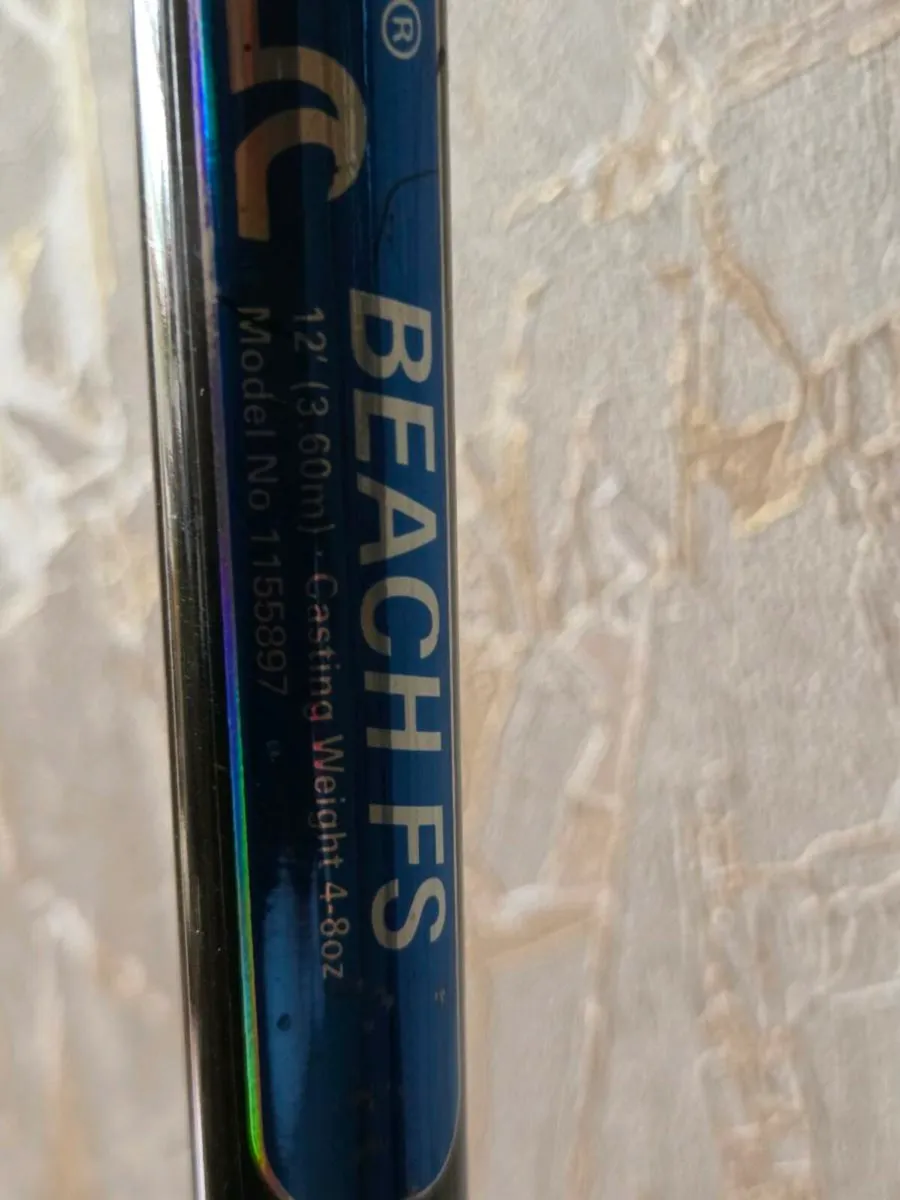 ®
BEACH FS
12' (3.60m) · Casting Weight 4-8oz
Model No 1155897